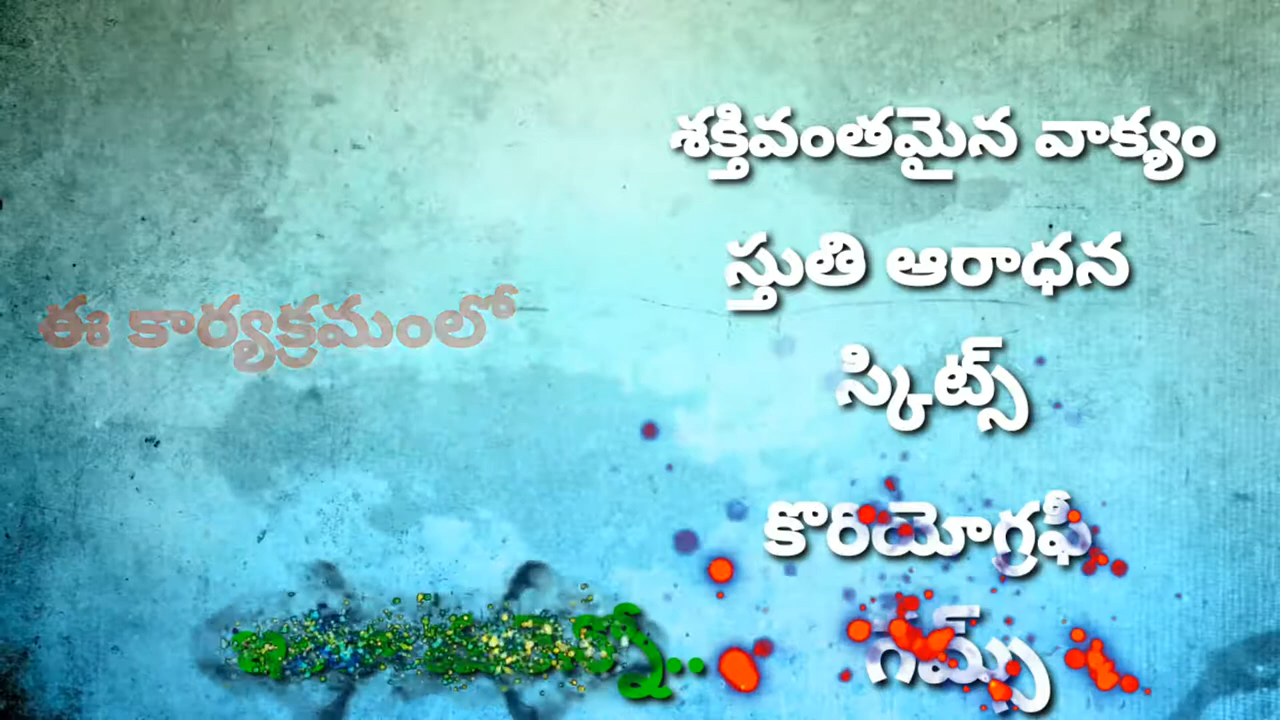 ఈ కార్యక్రమంలో
శక్తివంతమైన వాక్యం
స్తుతి ఆరాధన
స్కిట్స్
కొరియోగ్రఫీ
గేమ్స్